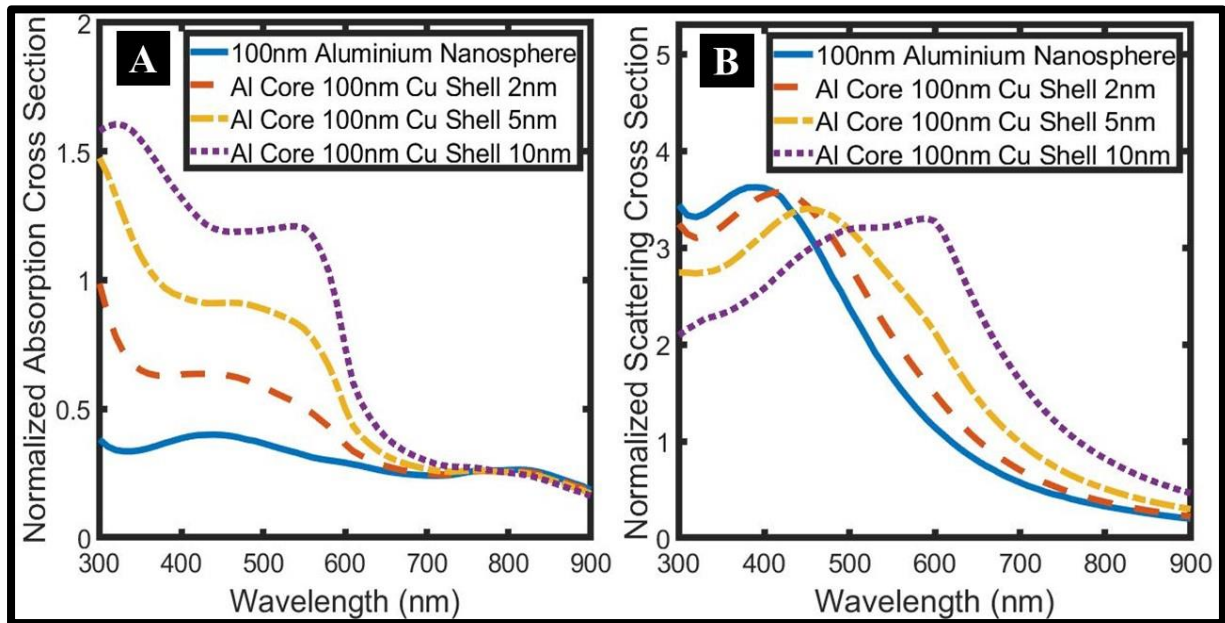 A
100nm Aluminium Nanosphere
Al Core 100nm Cu Shell 2nm
Al Core 100nm Cu Shell 5nm
Al Core 100nm Cu Shell 10nm
Normalized Absorption Cross Section
2
1.5
1
0.5
0
300 400 500 600 700 800 900
Wavelength (nm)
B
100nm Aluminium Nanosphere
Al Core 100nm Cu Shell 2nm
Al Core 100nm Cu Shell 5nm
Al Core 100nm Cu Shell 10nm
Normalized Scattering Cross Section
5
4
3
2
1
0
300 400 500 600 700 800 900
Wavelength (nm)